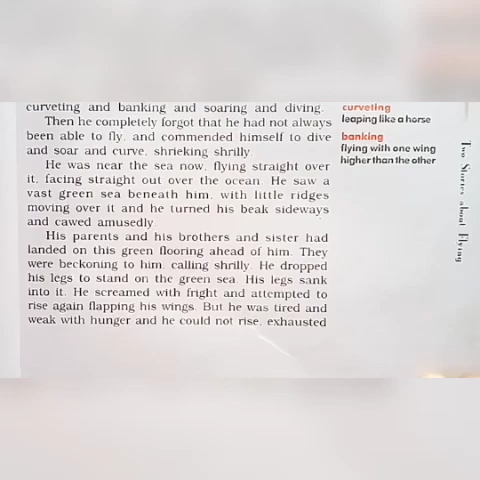 curveting and banking and soaring and diving.
Then he completely forgot that he had not always
been able to fly, and commended himself to dive
and soar and curve, shrieking shrilly.
He was near the sea now, flying straight over
it, facing straight out over the ocean. He saw a
vast green sea beneath him, with little ridges
moving over it and he turned his beak sideways
and cawed amusedly.
His parents and his brothers and sister had
landed on this green flooring ahead of him. They
were beckoning to him, calling shrilly. He dropped
his legs to stand on the green sea. His legs sank
into it. He screamed with fright and attempted to
rise again flapping his wings. But he was tired and
weak with hunger and he could not rise, exhausted
curveting
leaping like a horse
banking
flying with one wing
higher than the other
Two Stories about Flying